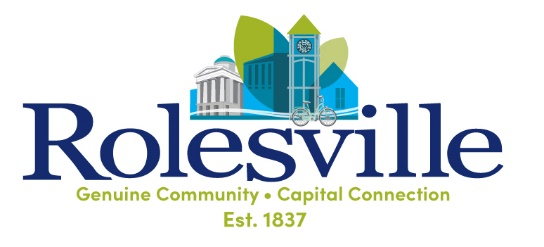 Rolesville
Genuine Community • Capital Connection
Est. 1837